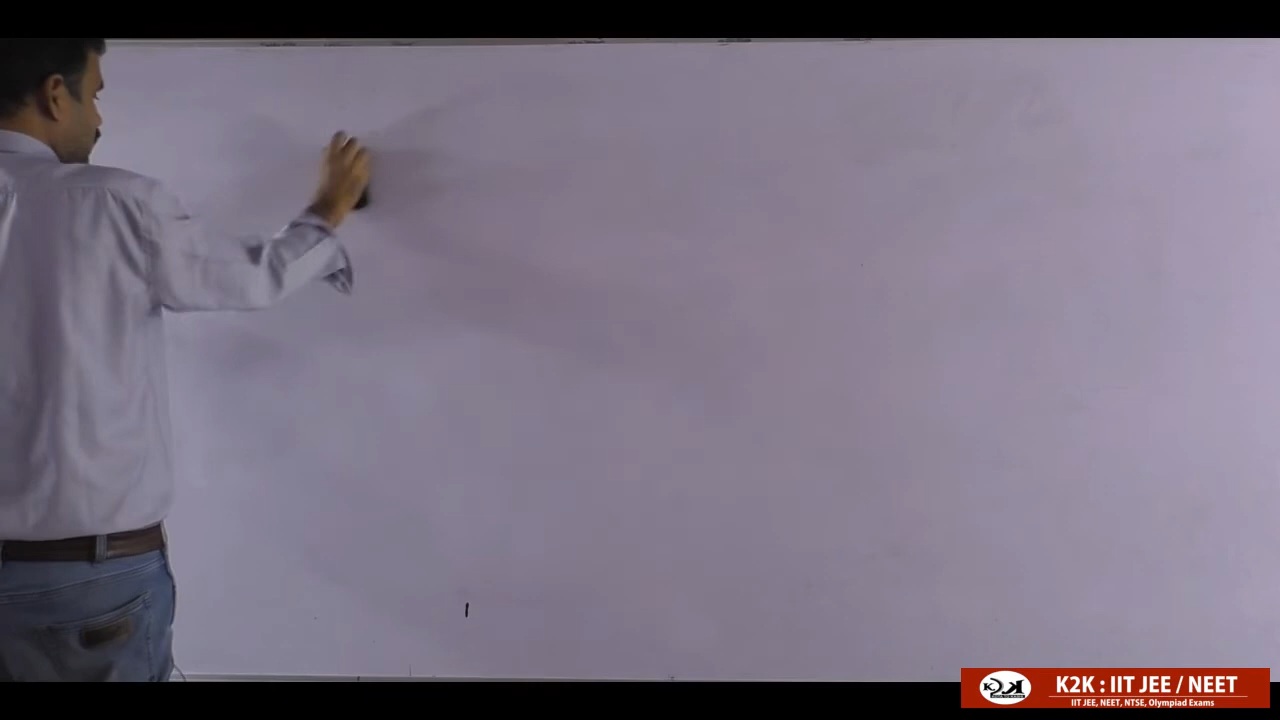 K2K : IIT JEE / NEET
IIT JEE, NEET, NTSE, Olympiad Exams